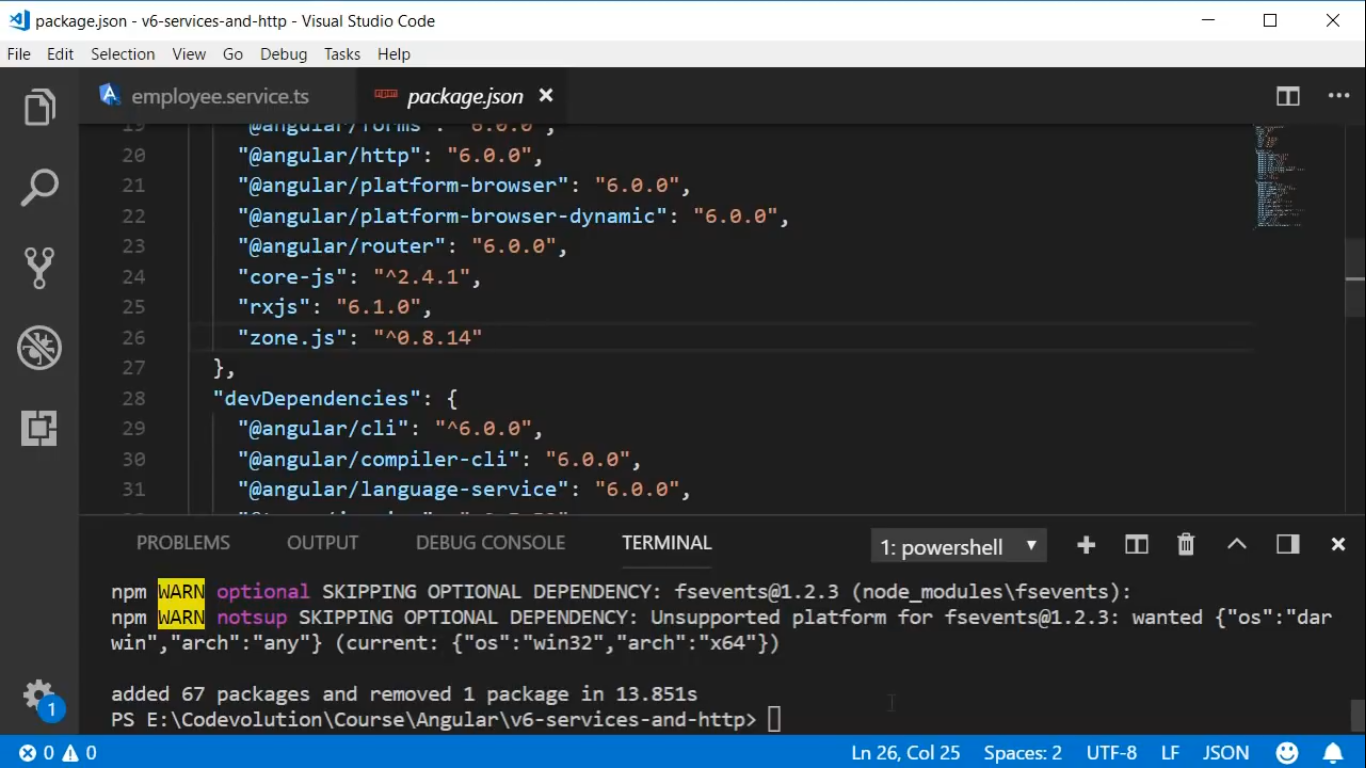 package.json - v6-services-and-http - Visual Studio Code
File Edit Selection View Go Debug Tasks Help
employee.service.ts package.json
19 "@angular/forms": "6.0.0",
20 "@angular/http": "6.0.0",
21 "@angular/platform-browser": "6.0.0",
22 "@angular/platform-browser-dynamic": "6.0.0",
23 "@angular/router": "6.0.0",
24 "core-js": "^2.4.1",
25 "rxjs": "6.1.0",
26 "zone.js": "^0.8.14"
27 },
28 "devDependencies": {
29 "@angular/cli": "^6.0.0",
30 "@angular/compiler-cli": "6.0.0",
31 "@angular/language-service": "6.0.0",
PROBLEMS OUTPUT DEBUG CONSOLE TERMINAL 1: powershell
npm WARN optional SKIPPING OPTIONAL DEPENDENCY: fsevents@1.2.3 (node_modules\fsevents):
npm WARN notsup SKIPPING OPTIONAL DEPENDENCY: Unsupported platform for fsevents@1.2.3: wanted {"os":"dar
win","arch":"any"} (current: {"os":"win32","arch":"x64"})
added 67 packages and removed 1 package in 13.851s
PS E:\Codevolution\Course\Angular\v6-services-and-http>
1
0 0 Ln 26, Col 25 Spaces: 2 UTF-8 LF JSON